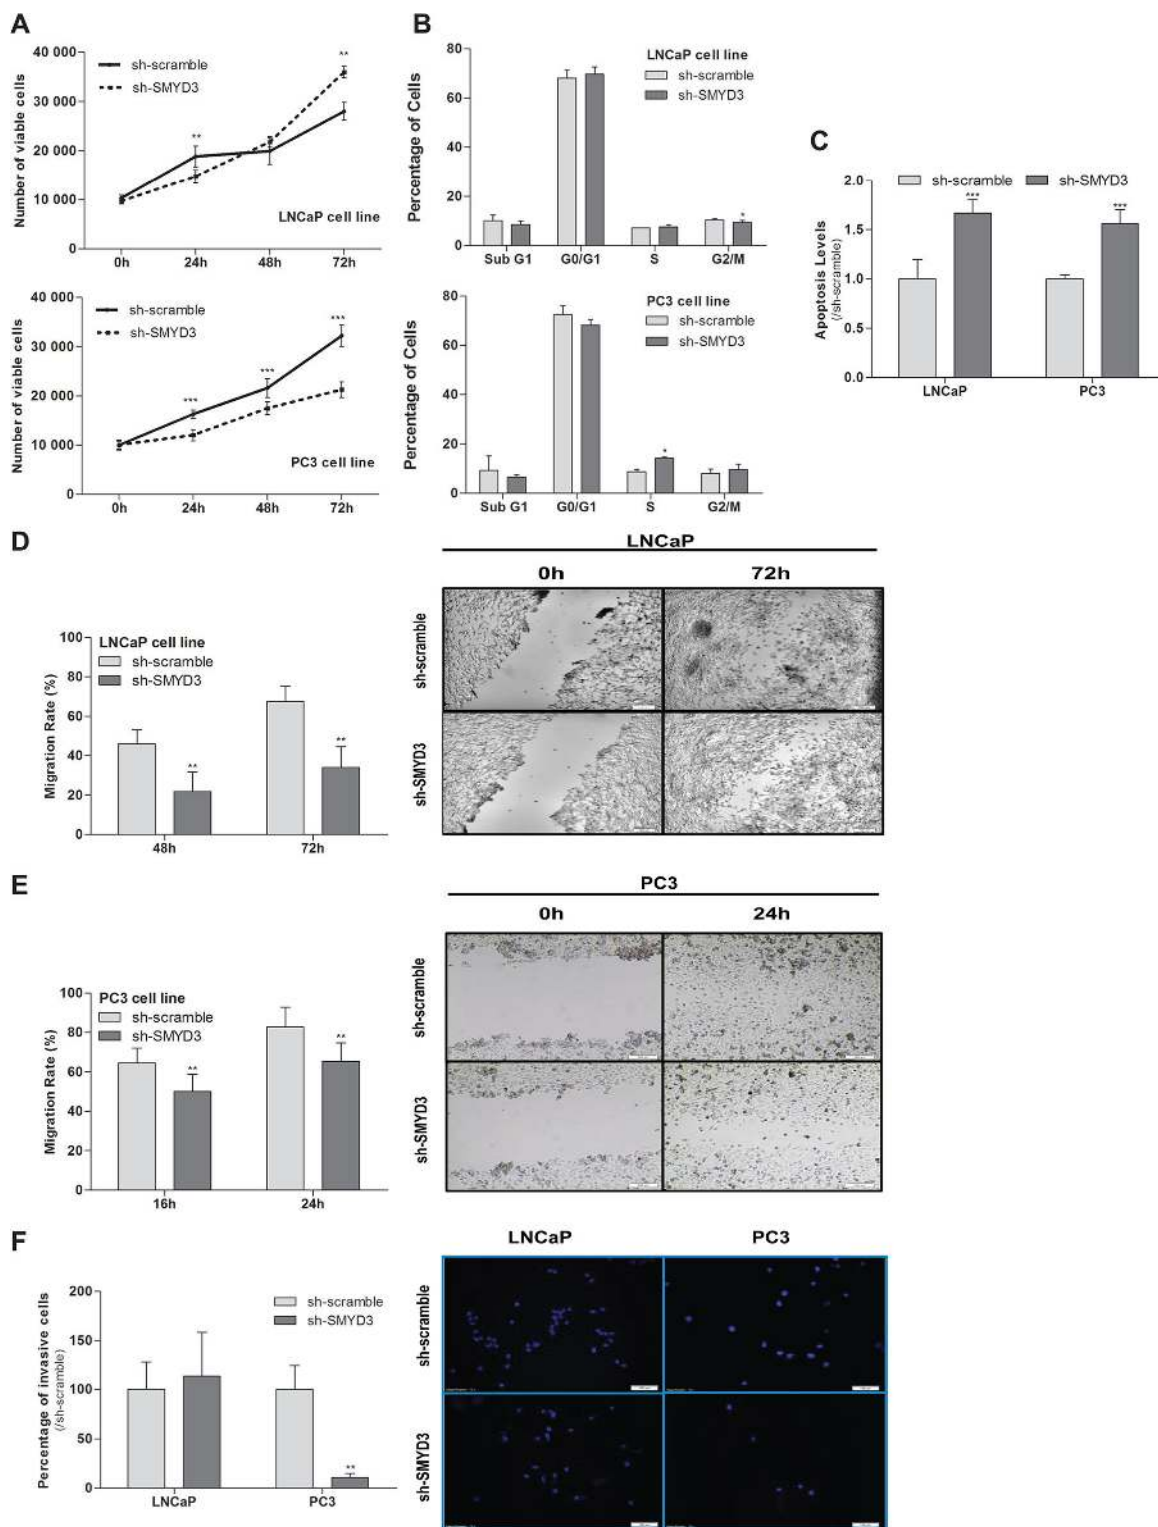 A
40 000
30 000
20 000
10 000
0
Number of viable cells
sh-scramble
sh-SMYD3
**
**
LNCaP cell line
0h
24h
48h
72h
40 000
30 000
20 000
10 000
0
Number of viable cells
sh-scramble
sh-SMYD3
***
***
***
PC3 cell line
0h
24h
48h
72h
B
80
60
40
20
0
Percentage of Cells
LNCaP cell line
sh-scramble
sh-SMYD3
*
Sub G1
G0/G1
S
G2/M
80
60
40
20
0
Percentage of Cells
PC3 cell line
sh-scramble
sh-SMYD3
*
Sub G1
G0/G1
S
G2/M
C
sh-scramble
sh-SMYD3
2.0
1.5
1.0
0.5
0.0
Apoptosis Levels
(/sh-scramble)
***
***
LNCaP
PC3
D
100
80
60
40
20
0
Migration Rate (%)
LNCaP cell line
sh-scramble
sh-SMYD3
**
**
48h
72h
LNCaP
0h
72h
sh-scramble
sh-SMYD3
E
100
80
60
40
20
0
Migration Rate (%)
PC3 cell line
sh-scramble
sh-SMYD3
**
**
16h
24h
PC3
0h
24h
sh-scramble
sh-SMYD3
F
200
150
100
50
0
Percentage of invasive cells
(/sh-scramble)
sh-scramble
sh-SMYD3
**
LNCaP
PC3
LNCaP
PC3
sh-scramble
sh-SMYD3